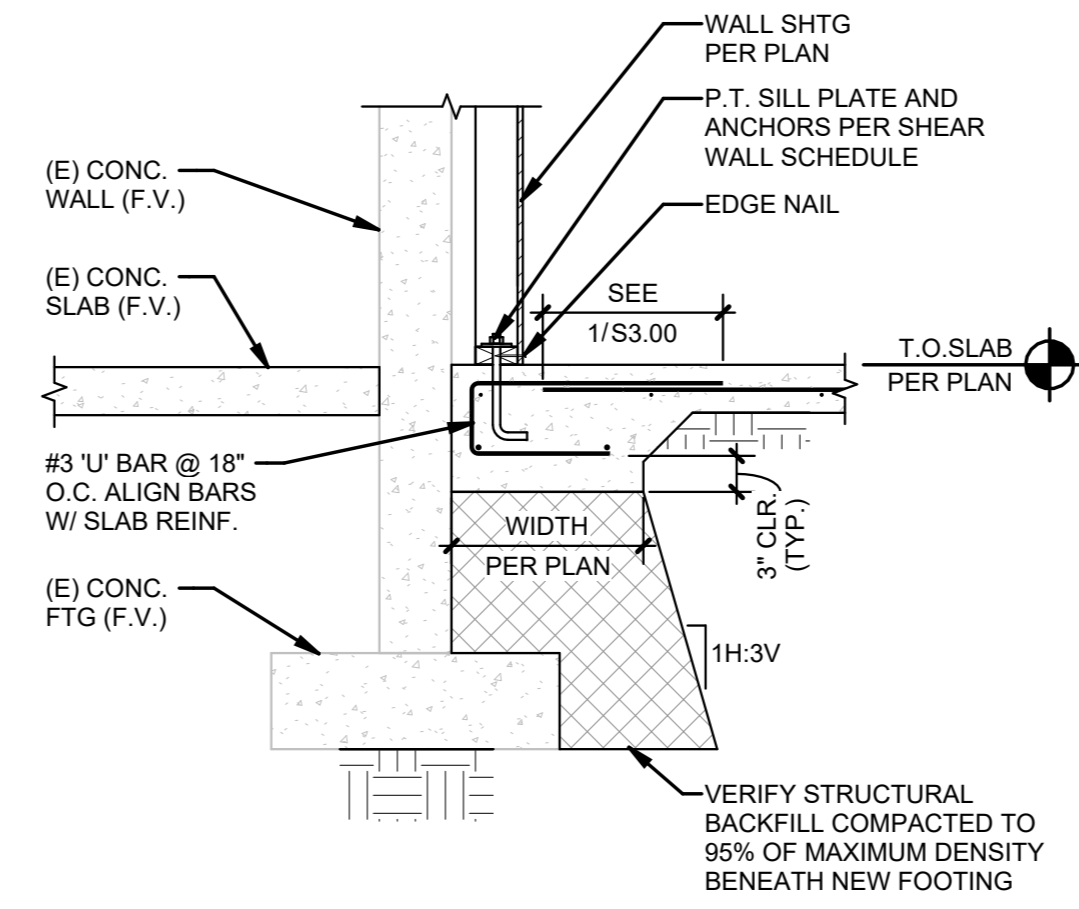 WALL SHTG
PER PLAN
P.T. SILL PLATE AND
ANCHORS PER SHEAR
WALL SCHEDULE
EDGE NAIL
(E) CONC.
WALL (F.V.)
(E) CONC.
SLAB (F.V.)
SEE
1/S3.00
T.O.SLAB
PER PLAN
#3 'U' BAR @ 18"
O.C. ALIGN BARS
W/ SLAB REINF.
WIDTH
PER PLAN
3" CLR.
(TYP.)
(E) CONC.
FTG (F.V.)
1H:3V
VERIFY STRUCTURAL
BACKFILL COMPACTED TO
95% OF MAXIMUM DENSITY
BENEATH NEW FOOTING